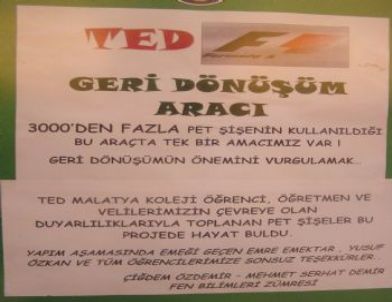 TED F1
GERİ DÖNÜŞÜM
ARACI
3000'DEN FAZLA PET ŞİŞENİN KULLANILDIĞI
BU ARAÇTA TEK BİR AMACIMIZ VAR !
GERİ DÖNÜŞÜMÜN ÖNEMİNİ VURGULAMAK...
TED MALATYA KOLEJİ ÖĞRENCİ, ÖĞRETMEN VE
VELİLERİMİZİN ÇEVREYE OLAN
DUYARLILIKLARIYLA TOPLANAN PET ŞİŞELER BU
PROJEDE HAYAT BULDU.
YAPIM AŞAMASINDA EMEĞİ GEÇEN EMRE EMEKTAR , YUSUF
ÖZKAN VE TÜM ÖĞRENCİLERİMİZE SONSUZ TEŞEKKÜRLER..
ÇİĞDEM ÖZDEMİR - MEHMET SERHAT DEMİR
FEN BİLİMLERİ ZÜMRESİ